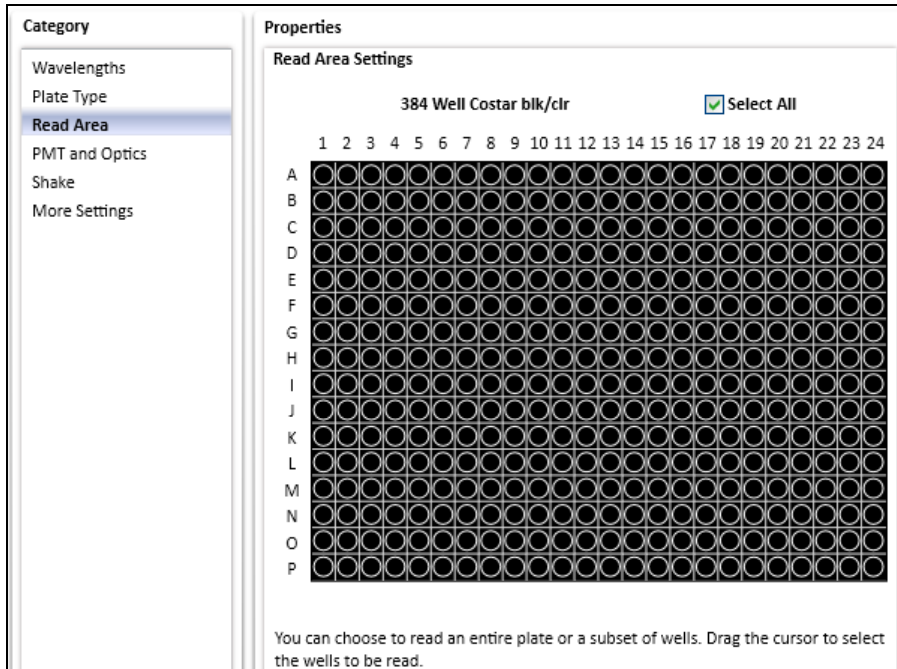 Category
Wavelengths
Plate Type
Read Area
PMT and Optics
Shake
More Settings
Properties
Read Area Settings
384 Well Costar blk/clr
Select All
1 2 3 4 5 6 7 8 9 10 11 12 13 14 15 16 17 18 19 20 21 22 23 24
A
B
C
D
E
F
G
H
I
J
K
L
M
N
O
P
You can choose to read an entire plate or a subset of wells. Drag the cursor to select
the wells to be read.